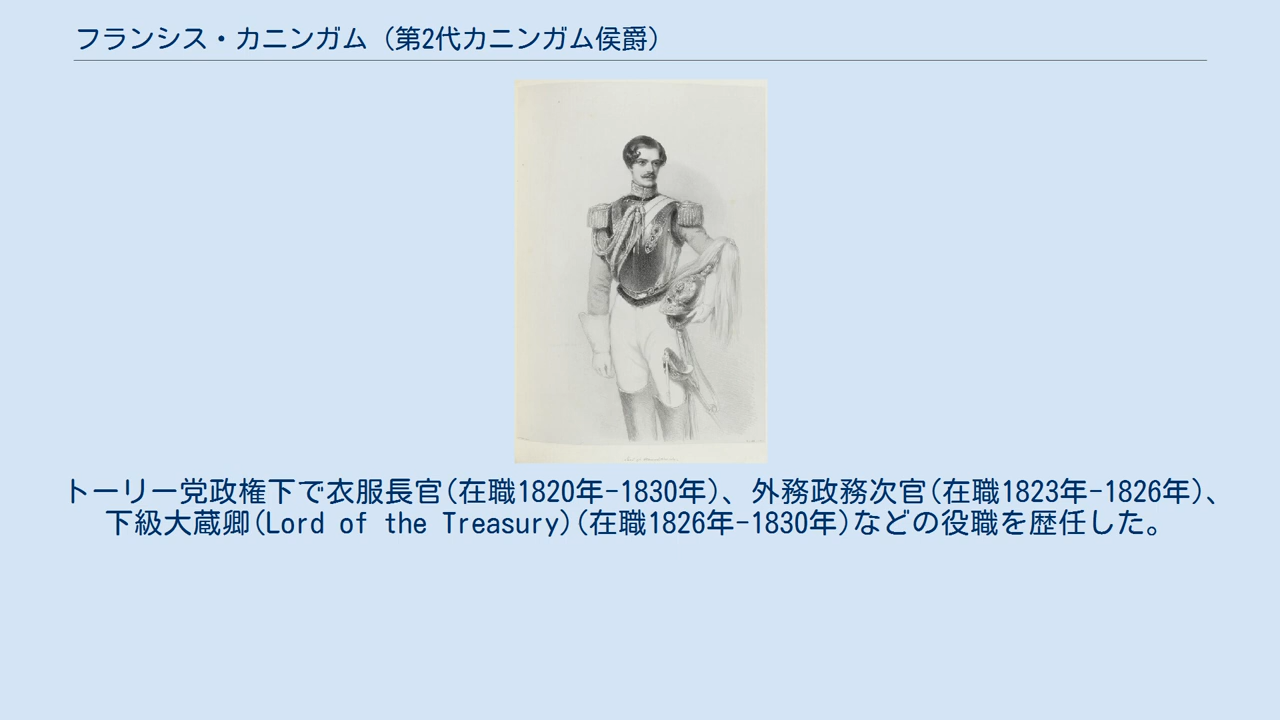 フランシス・カニンガム（第2代カニンガム侯爵）
トーリー党政権下で衣服長官(在職1820年-1830年)、外務政務次官(在職1823年-1826年)、
下級大蔵卿(Lord of the Treasury)(在職1826年-1830年)などの役職を歴任した。